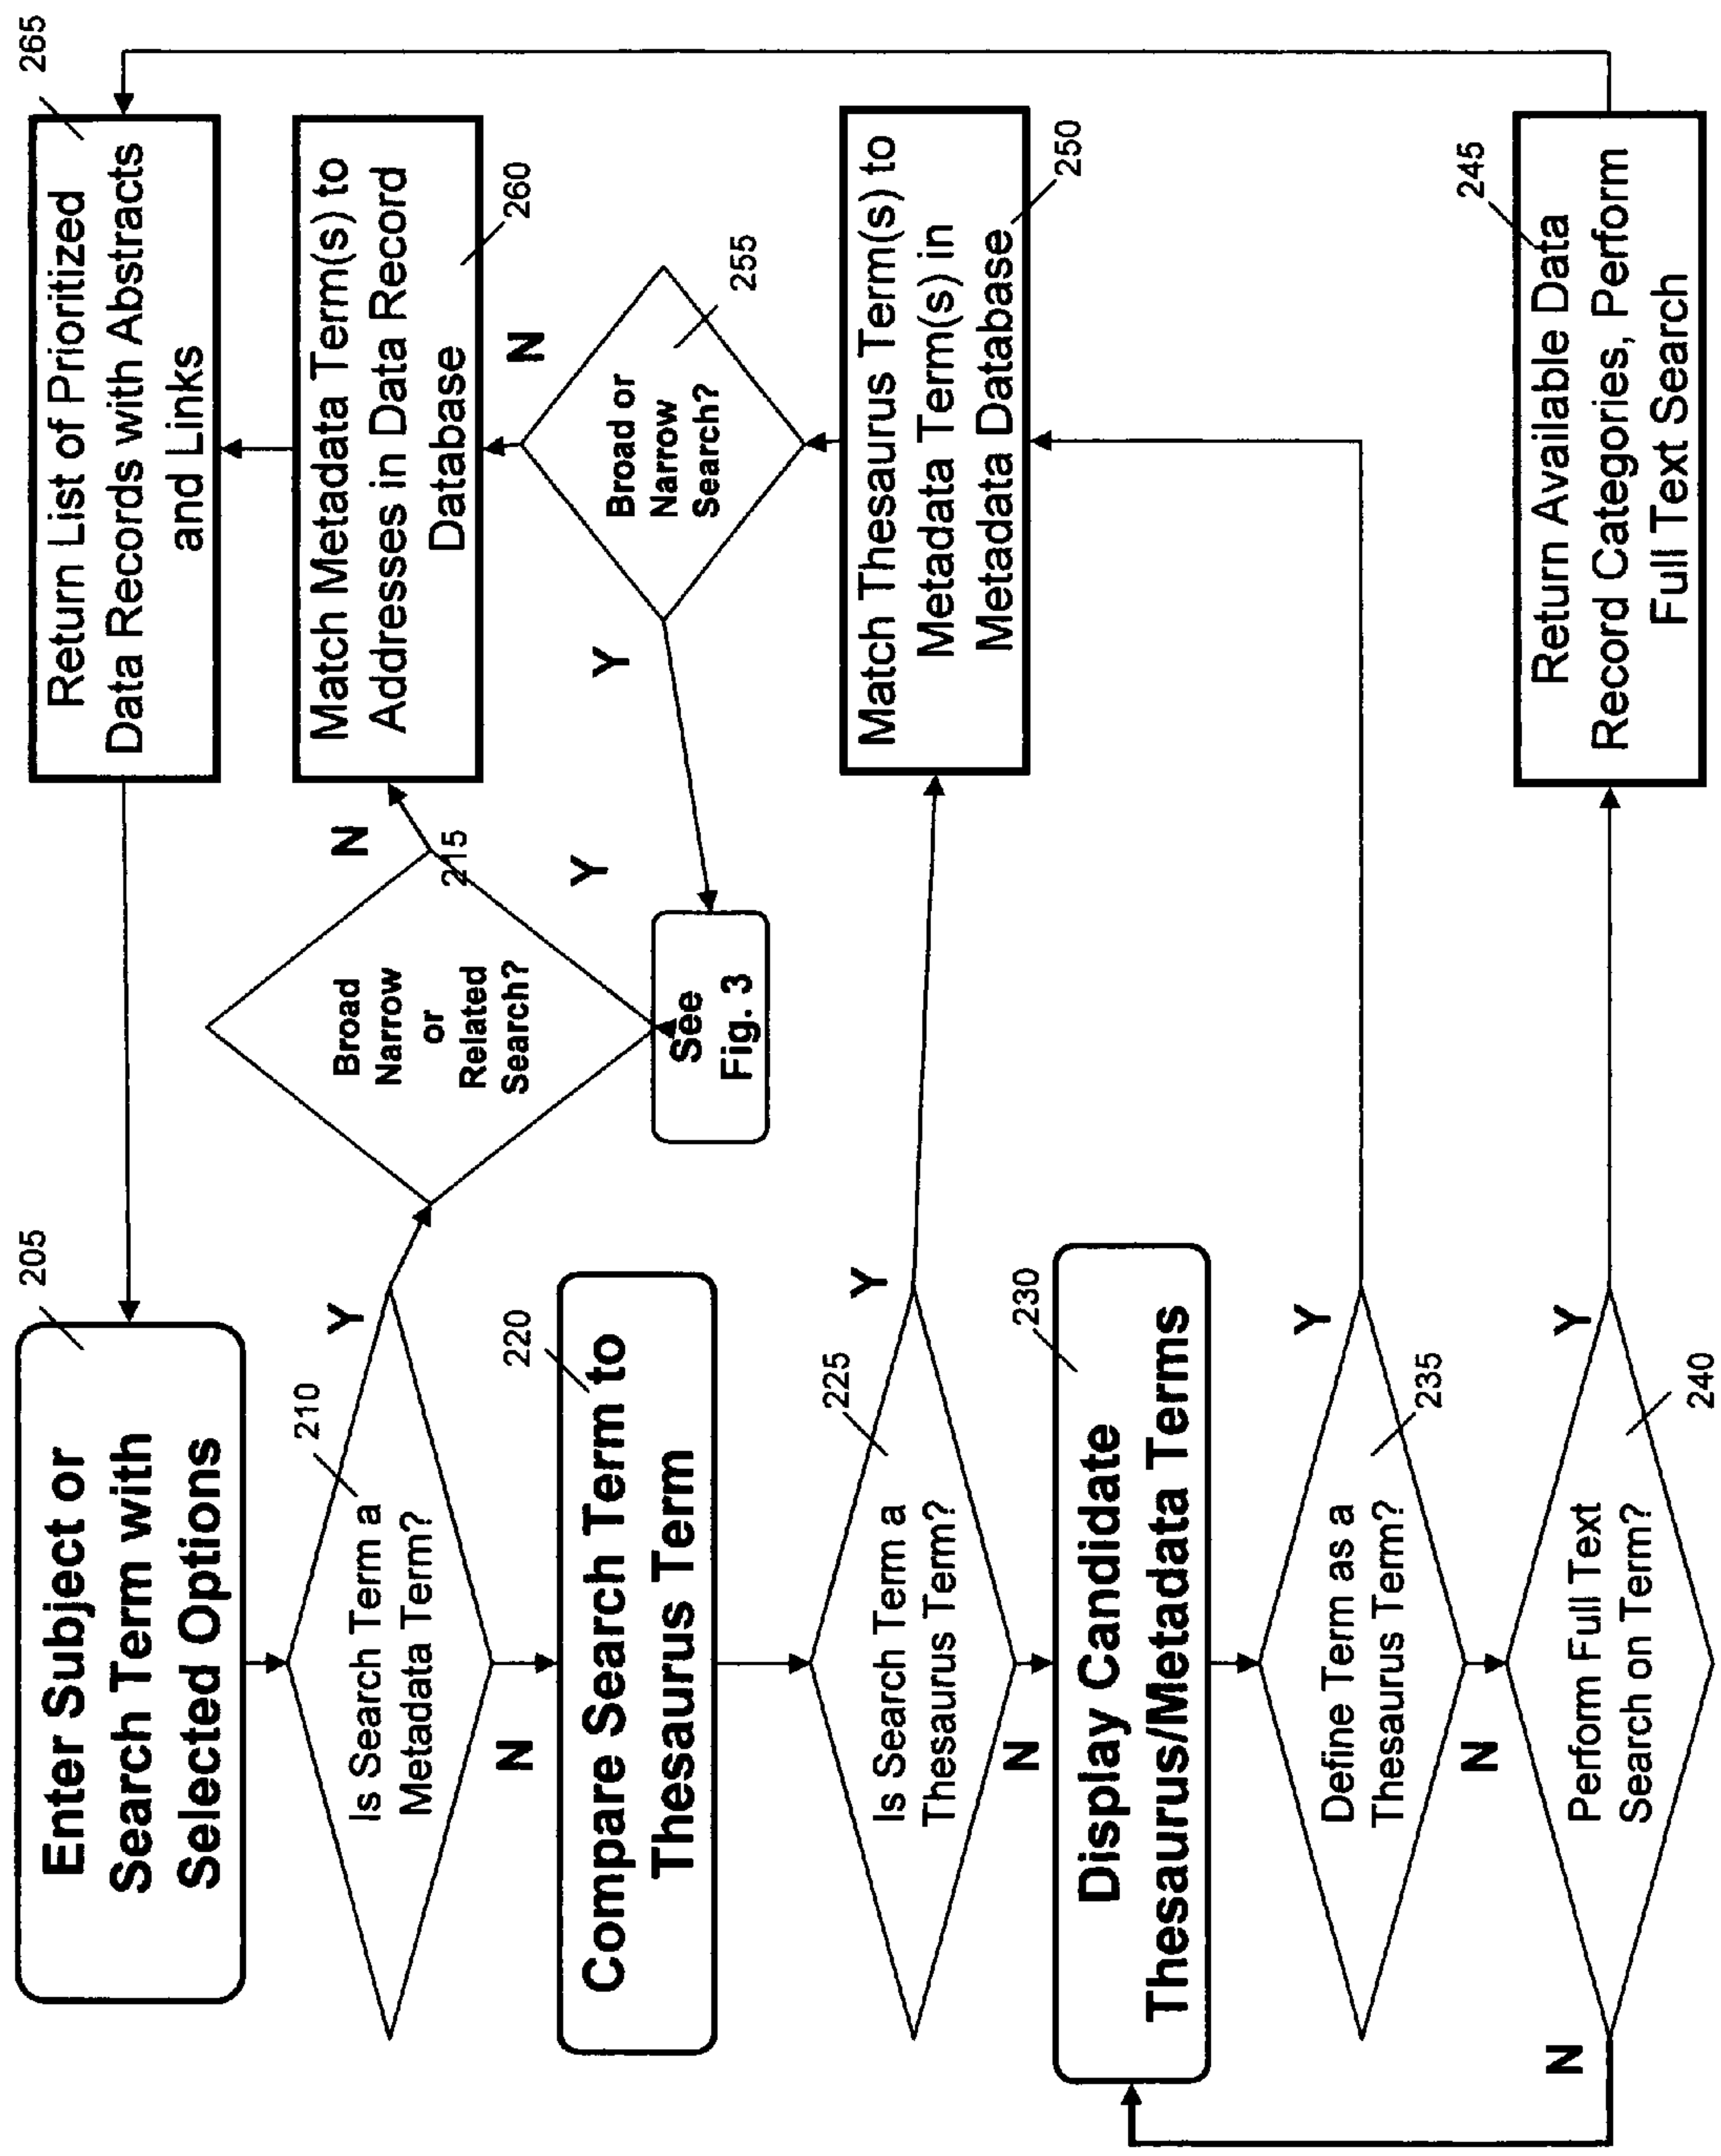 205
Enter Subject or
Search Term with
Selected Options
210
Is Search Term a
Metadata Term?
Y
N
220
Compare Search Term to
Thesaurus Term
225
Is Search Term a
Thesaurus Term?
Y
N
230
Display Candidate
Thesaurus/Metadata Terms
235
Define Term as a
Thesaurus Term?
Y
N
240
Perform Full Text
Search on Term?
Y
N
215
Broad
Narrow
or
Related
Search?
N
Y
See
Fig. 3
265
Return List of Prioritized
Data Records with Abstracts
and Links
260
Match Metadata Term(s) to
Addresses in Data Record
Database
255
Broad or
Narrow
Search?
N
Y
250
Match Thesaurus Term(s) to
Metadata Term(s) in
Metadata Database
245
Return Available Data
Record Categories, Perform
Full Text Search